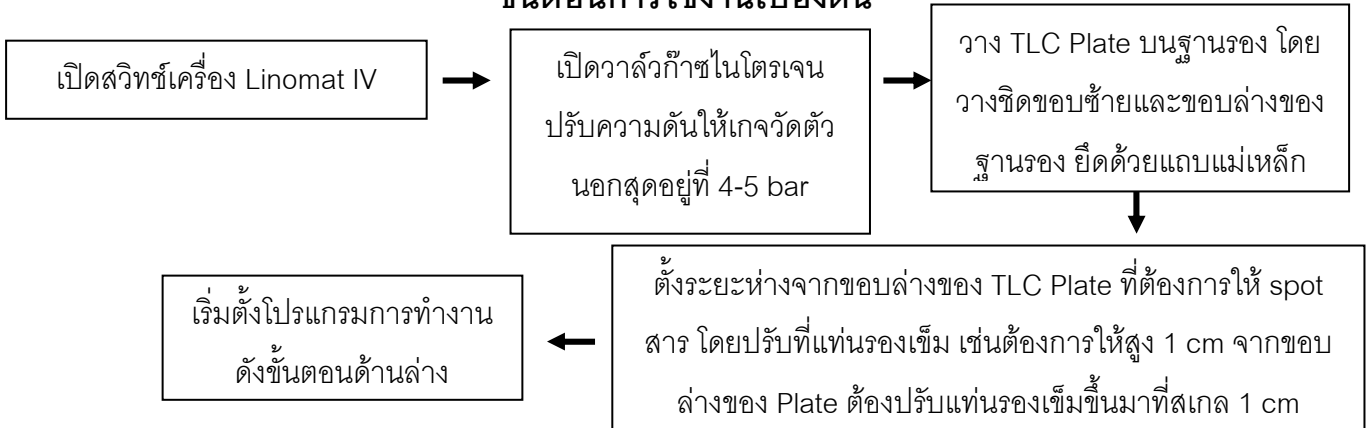 ขั้นตอนการใช้งานเบื้องต้น
เปิดสวิทช์เครื่อง Linomat IV
เปิดวาล์วก๊าซไนโตรเจน
ปรับความดันให้เกจวัดตัว
นอกสุดอยู่ที่ 4-5 bar
วาง TLC Plate บนฐานรอง โดย
วางชิดขอบซ้ายและขอบล่างของ
ฐานรอง ยึดด้วยแถบแม่เหล็ก
ตั้งระยะห่างจากขอบล่างของ TLC Plate ที่ต้องการให้ spot
สาร โดยปรับที่แท่นรองเข็ม เช่นต้องการให้สูง 1 cm จากขอบ
ล่างของ Plate ต้องปรับแท่นรองเข็มขึ้นมาที่สเกล 1 cm
เริ่มตั้งโปรแกรมการทำงาน
ดังขั้นตอนด้านล่าง